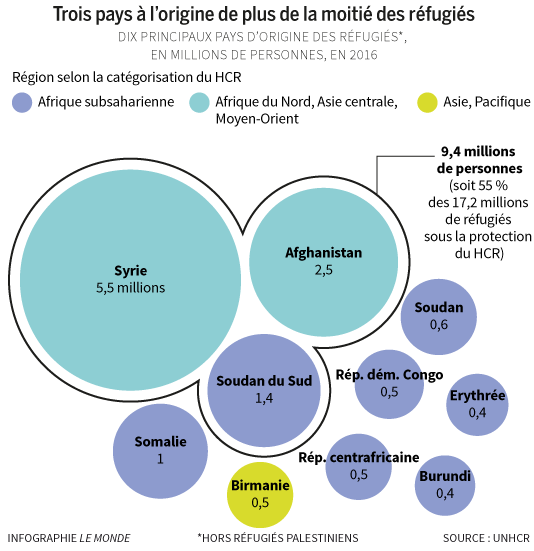 Trois pays à l'origine de plus de la moitié des réfugiés
DIX PRINCIPAUX PAYS D'ORIGINE DES RÉFUGIÉS*,
EN MILLIONS DE PERSONNES, EN 2016
Région selon la catégorisation du HCR
Afrique subsaharienne
Afrique du Nord, Asie centrale,
Moyen-Orient
Asie, Pacifique
9,4 millions
de personnes
(soit 55 %
des 17,2 millions
de réfugiés
sous la protection
du HCR)
Syrie
5,5 millions
Afghanistan
2,5
Soudan
0,6
Soudan du Sud
1,4
Rép. dém. Congo
0,5
Erythrée
0,4
Somalie
1
Rép. centrafricaine
0,5
Birmanie
0,5
Burundi
0,4
INFOGRAPHIE LE MONDE
*HORS RÉFUGIÉS PALESTINIENS
SOURCE : UNHCR